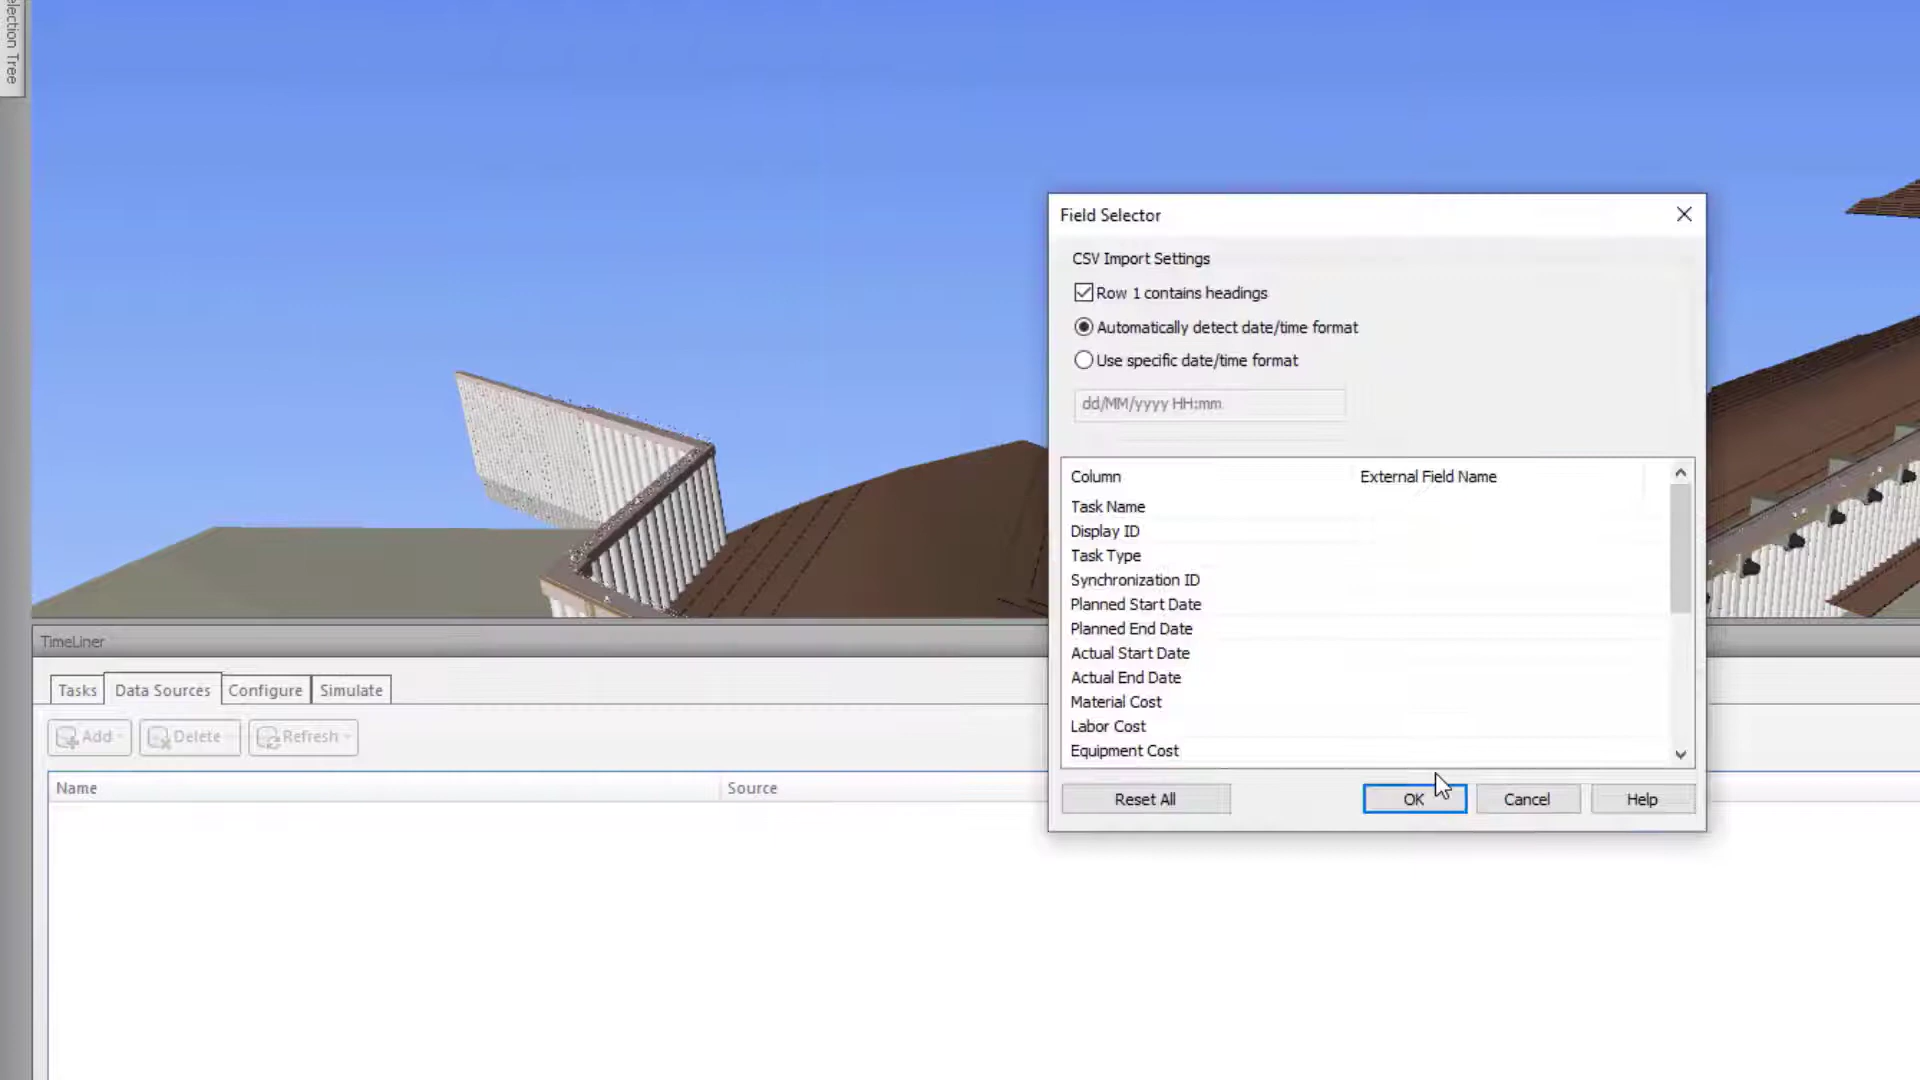 election Tree
Field Selector
CSV Import Settings
Row 1 contains headings
Automatically detect date/time format
Use specific date/time format
dd/MM/yyyy HH:mm
Column External Field Name
Task Name
Display ID
Task Type
Synchronization ID
Planned Start Date
Planned End Date
Actual Start Date
Actual End Date
Material Cost
Labor Cost
Equipment Cost
Reset All OK Cancel Help
TimeLiner
Tasks Data Sources Configure Simulate
Add Delete Refresh
Name Source